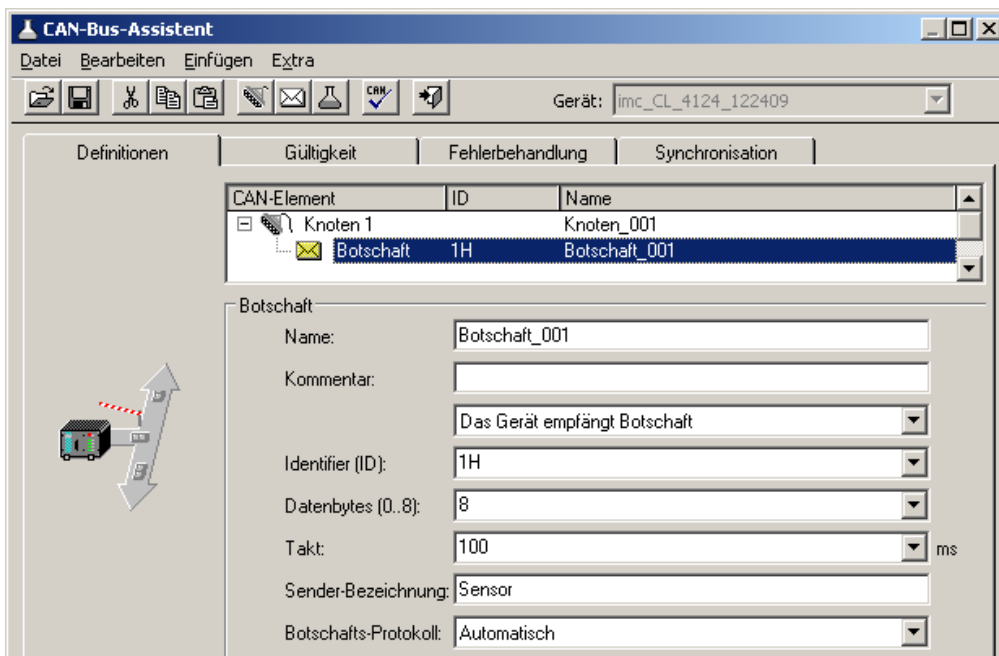 CAN-Bus-Assistent
Datei Bearbeiten Einfügen Extra
CAN Gerät: imc_CL_4124_122409
Definitionen Gültigkeit Fehlerbehandlung Synchronisation
CAN-Element ID Name
Knoten 1 Knoten_001
Botschaft 1H Botschaft_001
Botschaft
Name: Botschaft_001
Kommentar:
Das Gerät empfängt Botschaft
Identifier (ID): 1H
Datenbytes (0..8): 8
Takt: 100 ms
Sender-Bezeichnung: Sensor
Botschafts-Protokoll: Automatisch